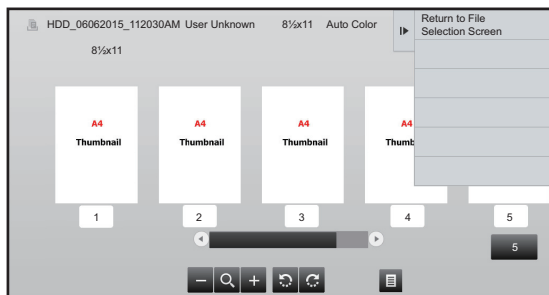 HDD_06062015_112030AM User Unknown 8½x11 Auto Color
8½x11
Return to File
Selection Screen
A4
Thumbnail
A4
Thumbnail
A4
Thumbnail
A4
Thumb
1 2 3 4 5
5